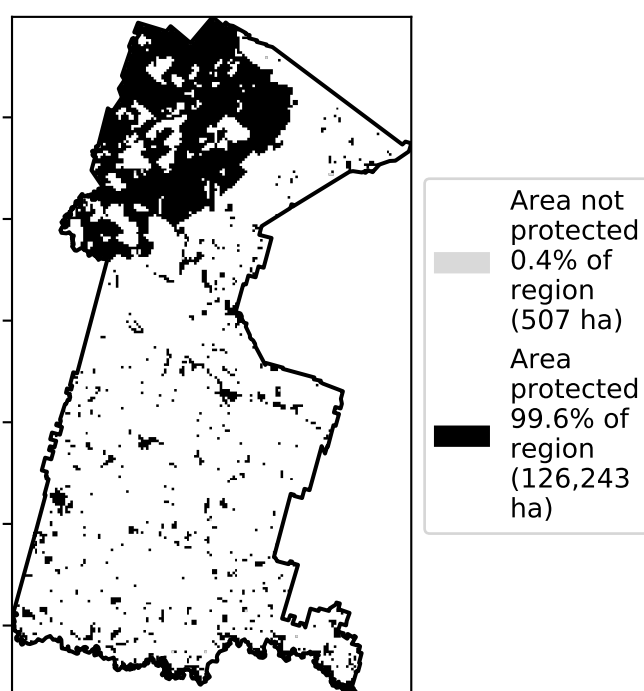 Area not
protected
0.4% of
region
(507 ha)
Area
protected
99.6% of
region
(126,243
ha)